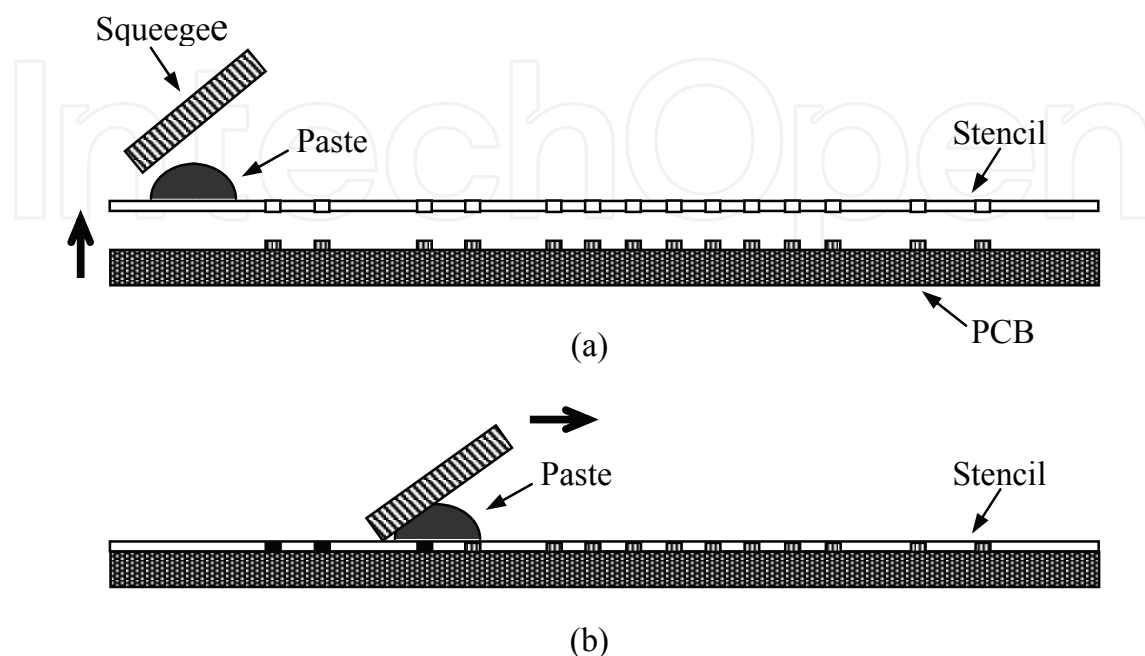 Squeegee
IntechOpen
Paste
Stencil
PCB
(a)
Paste
Stencil
(b)